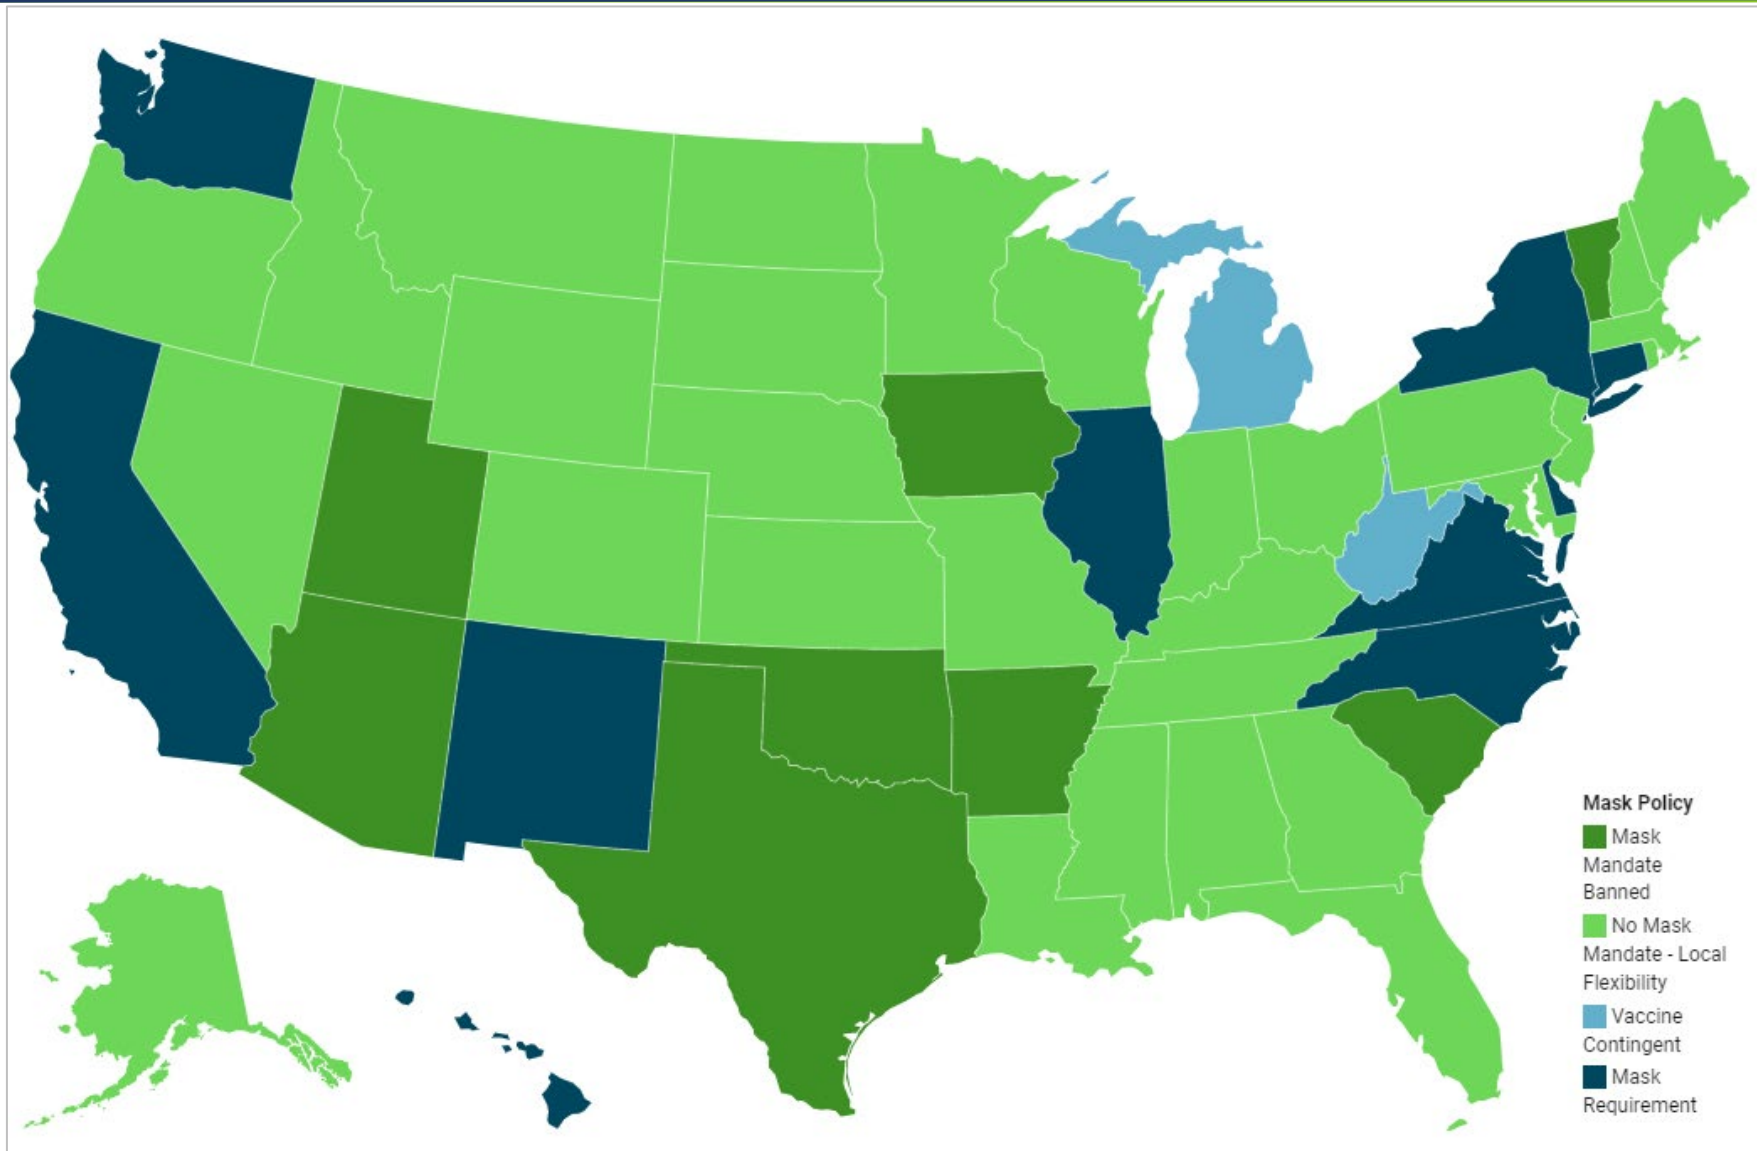 Mask Policy
Mask
Mandate
Banned
No Mask
Mandate - Local
Flexibility
Vaccine
Contingent
Mask
Requirement